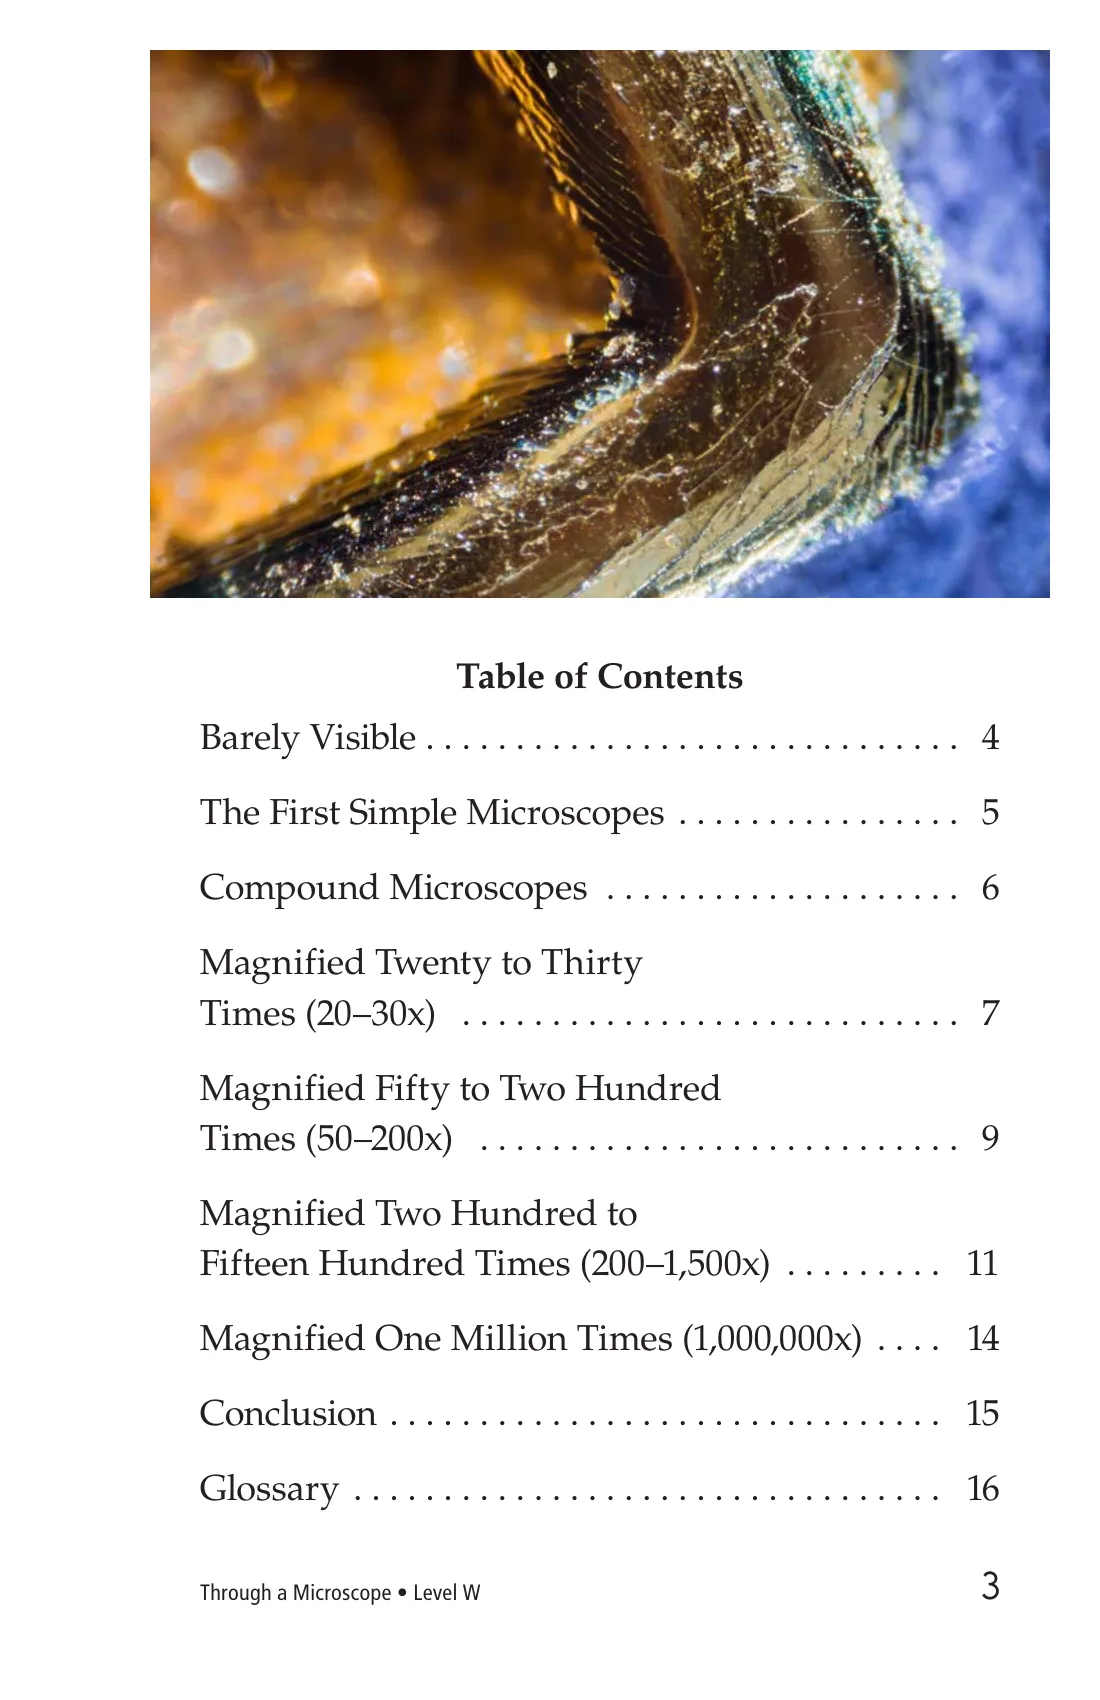 Table of Contents
Barely Visible . . . . . . . . . . . . . . . . . . . . . . . . . . . . . . 4
The First Simple Microscopes . . . . . . . . . . . . . . . . 5
Compound Microscopes . . . . . . . . . . . . . . . . . . . . 6
Magnified Twenty to Thirty
Times (20–30x) . . . . . . . . . . . . . . . . . . . . . . . . . . . . 7
Magnified Fifty to Two Hundred
Times (50–200x) . . . . . . . . . . . . . . . . . . . . . . . . . . . 9
Magnified Two Hundred to
Fifteen Hundred Times (200–1,500x) . . . . . . . . . 11
Magnified One Million Times (1,000,000x) . . . . 14
Conclusion . . . . . . . . . . . . . . . . . . . . . . . . . . . . . . . 15
Glossary . . . . . . . . . . . . . . . . . . . . . . . . . . . . . . . . . 16
Through a Microscope • Level W 3